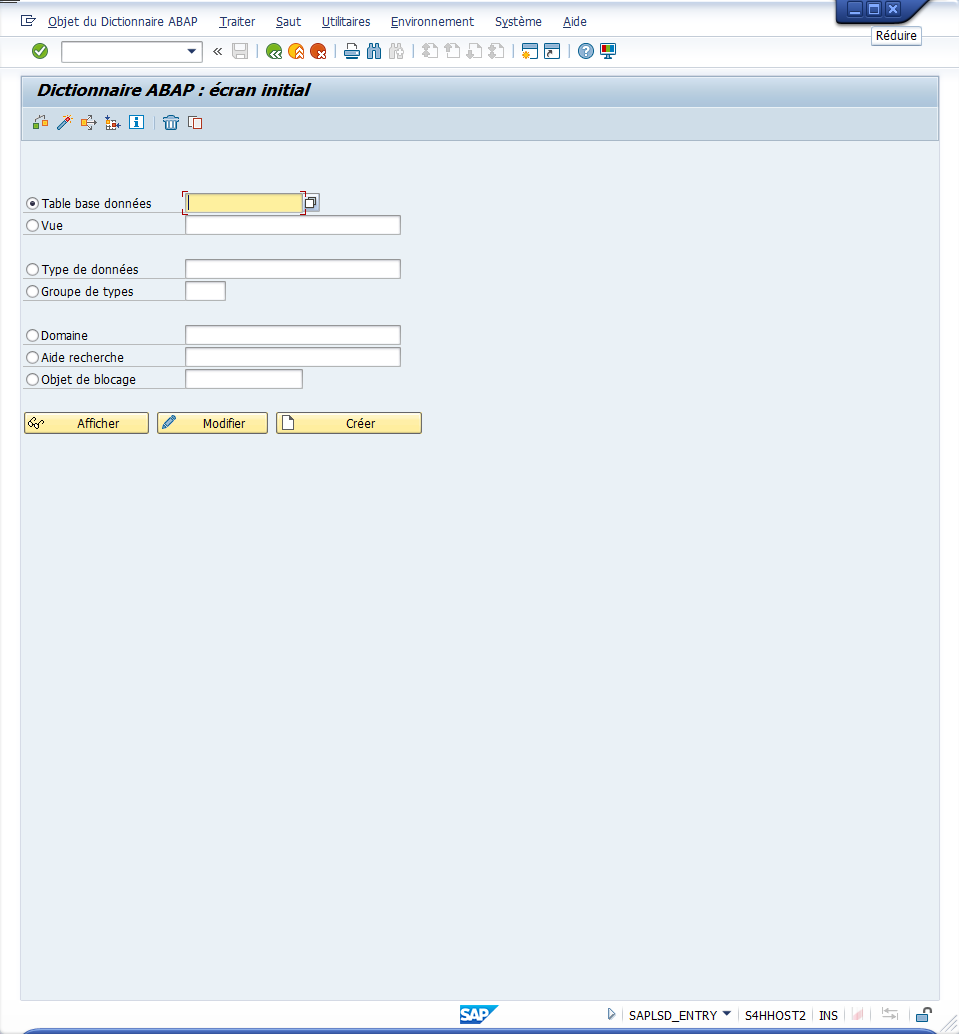 Objet du Dictionnaire ABAP Traiter Saut Utilitaires Environnement Système Aide
Réduire
Dictionnaire ABAP : écran initial
Table base données
Vue
Type de données
Groupe de types
Domaine
Aide recherche
Objet de blocage
Afficher Modifier Créer
SAP SAPLSD_ENTRY S4HHOST2 INS